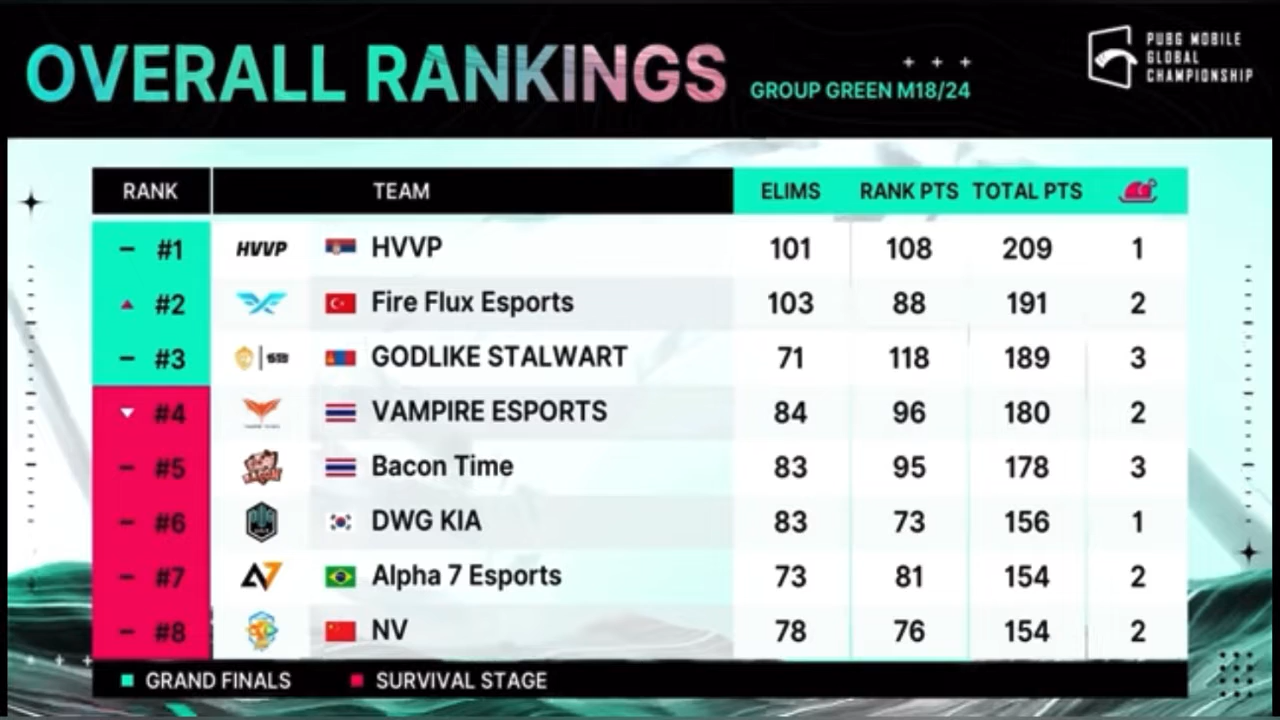 OVERALL RANKINGS
GROUP GREEN M18/24
PUBG MOBILE
GLOBAL
CHAMPIONSHIP
RANK TEAM ELIMS RANK PTS TOTAL PTS
#1 HVVP HVVP 101 108 209 1
#2 Fire Flux Esports 103 88 191 2
#3 GODLIKE STALWART 71 118 189 3
#4 VAMPIRE ESPORTS 84 96 180 2
#5 Bacon Time 83 95 178 3
#6 DWG KIA 83 73 156 1
#7 A7 Alpha 7 Esports 73 81 154 2
#8 NV 78 76 154 2
GRAND FINALS SURVIVAL STAGE